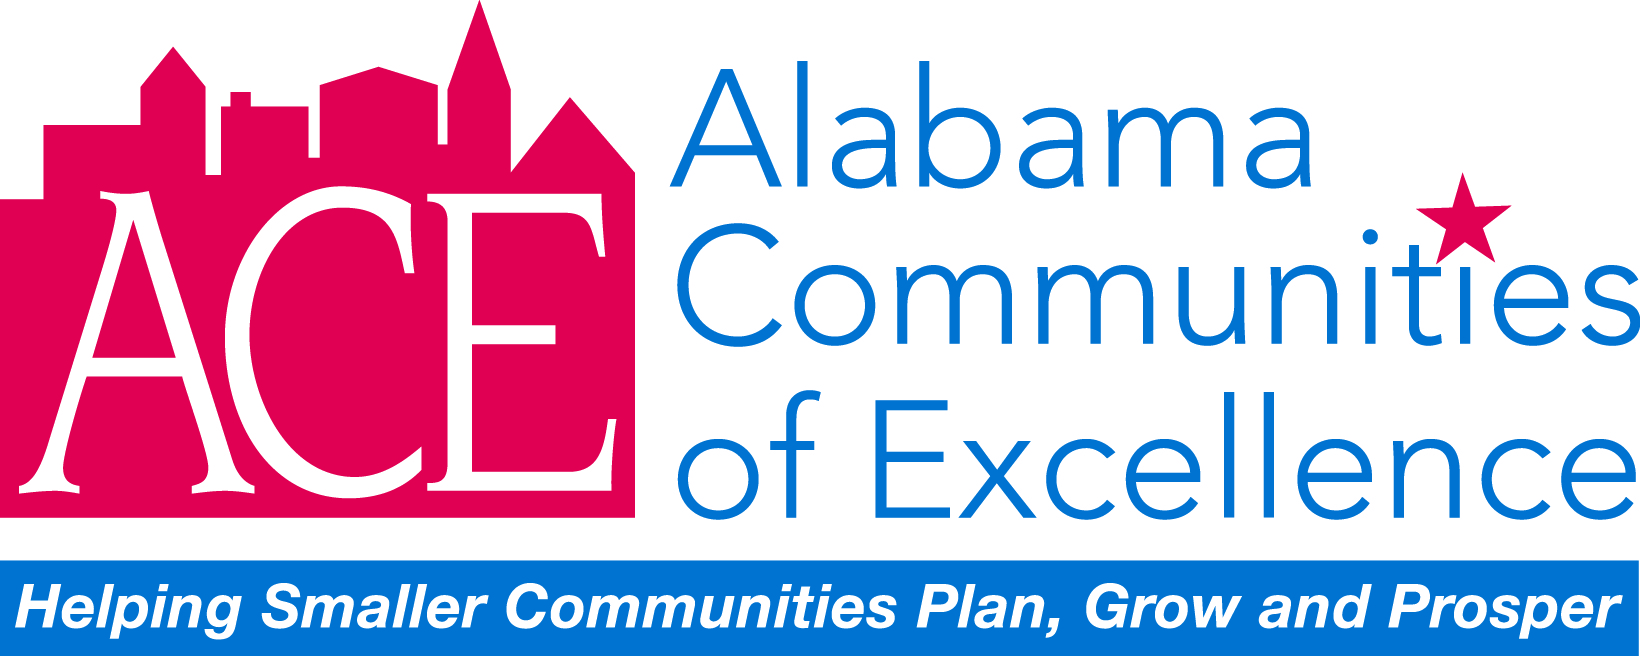 ACE
Alabama
Communities
of Excellence
Helping Smaller Communities Plan, Grow and Prosper